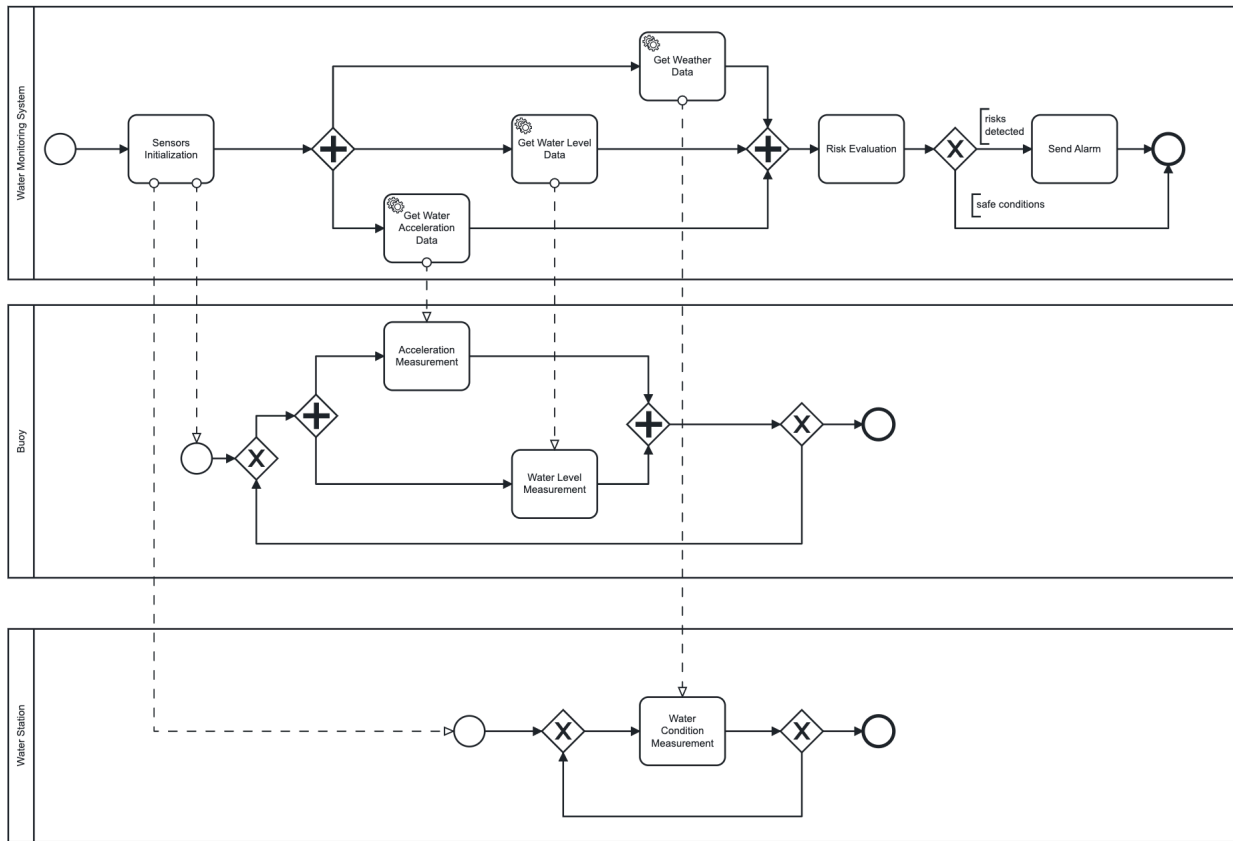 Water Monitoring System
Sensors
Initialization
Get Weather
Data
Get Water Level
Data
Get Water
Acceleration
Data
Risk Evaluation
risks
detected
Send Alarm
safe conditions
Buoy
Acceleration
Measurement
Water Level
Measurement
Water Station
Water
Condition
Measurement